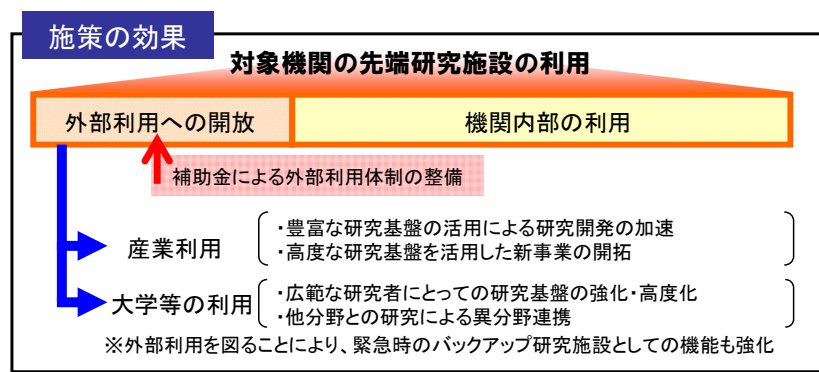 施策の効果
対象機関の先端研究施設の利用
外部利用への開放
機関内部の利用
補助金による外部利用体制の整備
産業利用
・豊富な研究基盤の活用による研究開発の加速
・高度な研究基盤を活用した新事業の開拓
大学等の利用
・広範な研究者にとっての研究基盤の強化・高度化
・他分野との研究による異分野連携
※外部利用を図ることにより、緊急時のバックアップ研究施設としての機能も強化